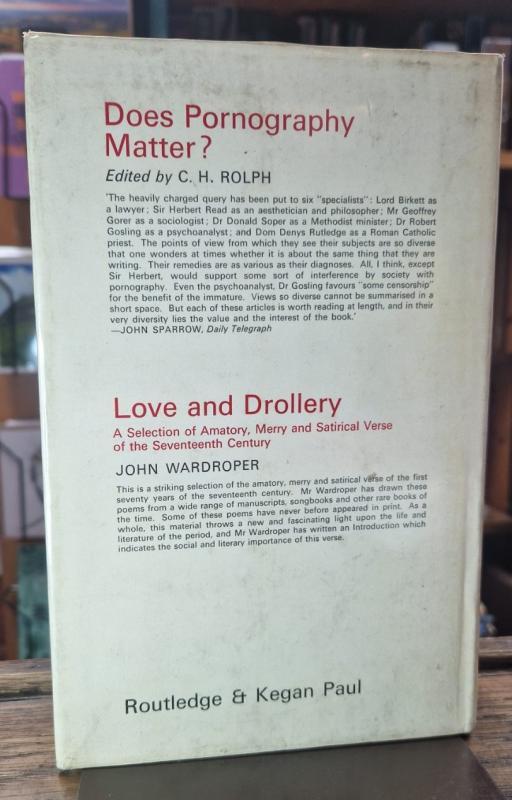 Does Pornography
Matter?
Edited by C. H. ROLPH
'The heavily charged query has been put to six "specialists": Lord Birkett as
a lawyer; Sir Herbert Read as an aesthetician and philosopher; Mr Geoffrey
Gorer as a sociologist; Dr Donald Soper as a Methodist minister; Dr Robert
Gosling as a psychoanalyst; and Dom Denys Rutledge as a Roman Catholic
priest. The points of view from which they see their subjects are so diverse
that one wonders at times whether it is about the same thing that they are
writing. Their remedies are as various as their diagnoses. All, I think, except
Sir Herbert, would support some sort of interference by society with
pornography. Even the psychoanalyst, Dr Gosling favours "some censorship"
for the benefit of the immature. Views so diverse cannot be summarised in a
short space. But each of these articles is worth reading at length, and in their
very diversity lies the value and the interest of the book.'
—JOHN SPARROW, Daily Telegraph
Love and Drollery
A Selection of Amatory, Merry and Satirical Verse
of the Seventeenth Century
JOHN WARDROPER
This is a striking selection of the amatory, merry and satirical verse of the first
seventy years of the seventeenth century. Mr Wardroper has drawn these
poems from a wide range of manuscripts, songbooks and other rare books of
the time. Some of these poems have never before appeared in print. As a
whole, this material throws a new and fascinating light upon the life and
literature of the period, and Mr Wardroper has written an Introduction which
indicates the social and literary importance of this verse.
Routledge & Kegan Paul